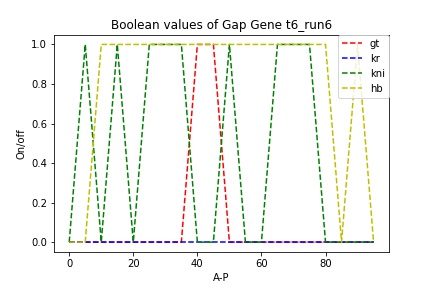 Boolean values of Gap Gene t6_run6
gt
kr
kni
hb
1.0
0.8
0.6
0.4
0.2
0.0
On/off
0 20 40 60 80
A-P